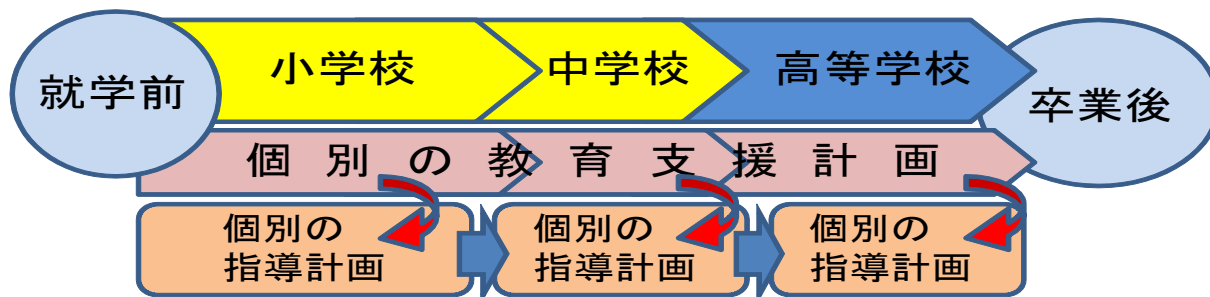 就学前
小学校
中学校
高等学校
卒業後
個別の教育支援計画
個別の
指導計画
個別の
指導計画
個別の
指導計画